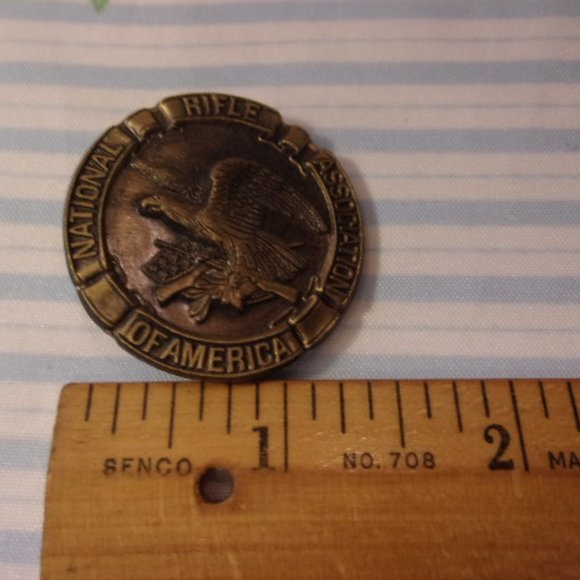 NATIONAL
RIFLE
ASSOCIATION
OF AMERICA
1
2
SENCO
NO. 708
MA